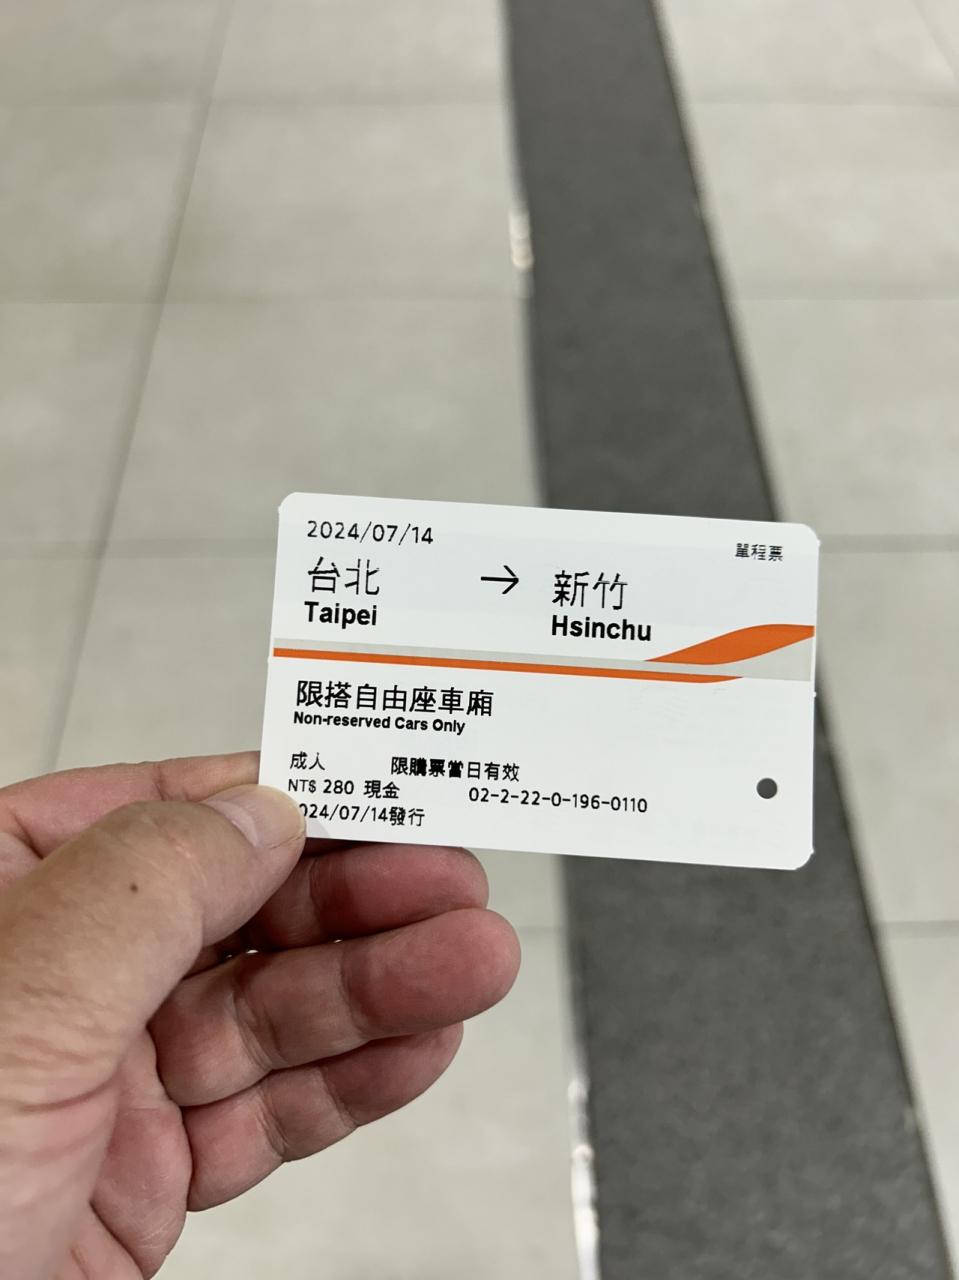 2024/07/14
單程票
台北 → 新竹
Taipei Hsinchu
限搭自由座車廂
Non-reserved Cars Only
成人 限購票當日有效
NT$ 280 現金 02-2-22-0-196-0110
024/07/14發行